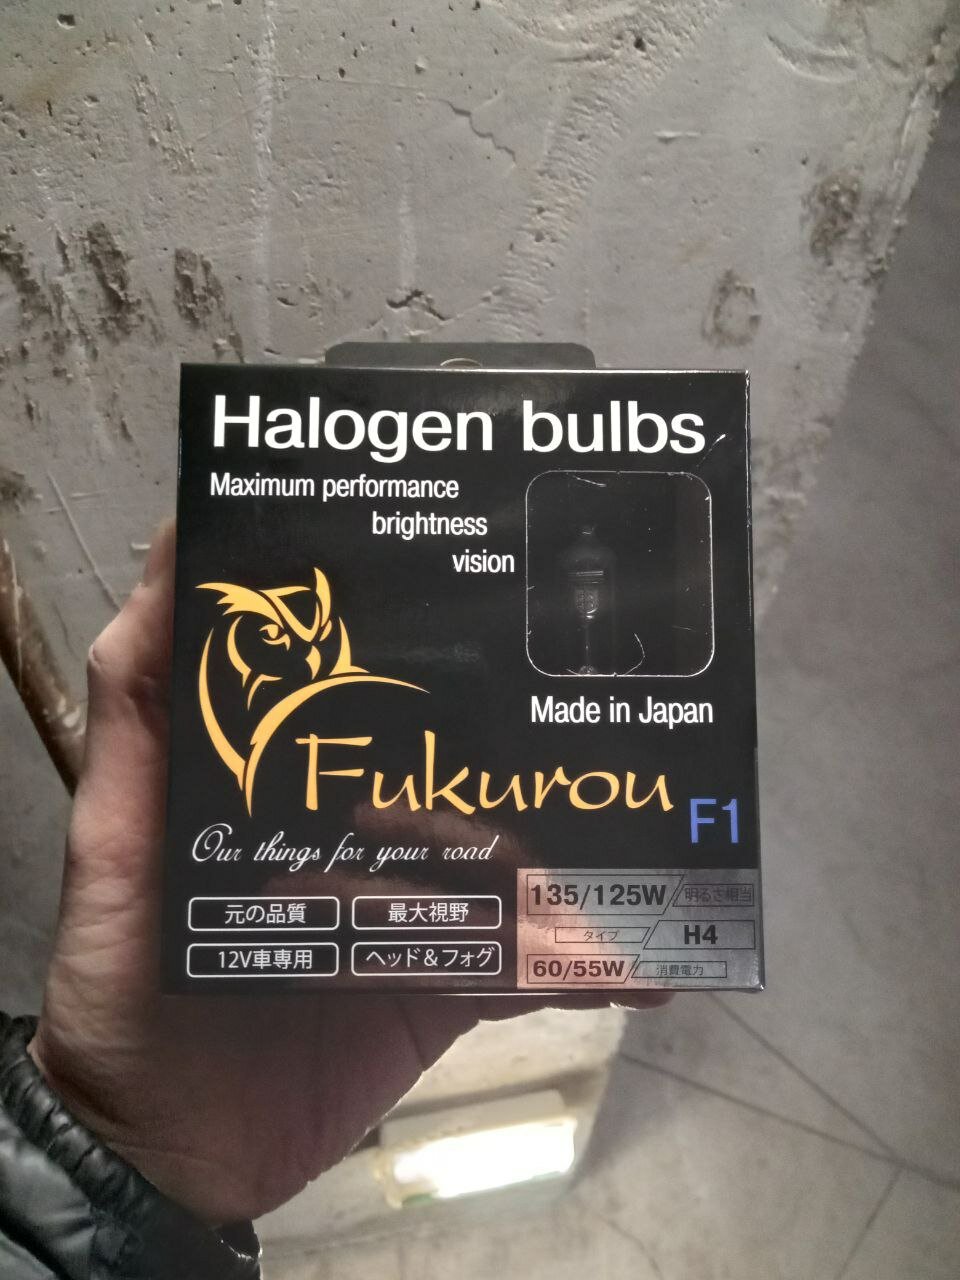 Halogen bulbs
Maximum performance
brightness
vision
Made in Japan
Fukurou
F1
Our things for your road
元の品質
最大視野
12V車専用
ヘッド＆フォグ
135/125W
明るさ相当
タイプ
H4
60/55W
消費電力